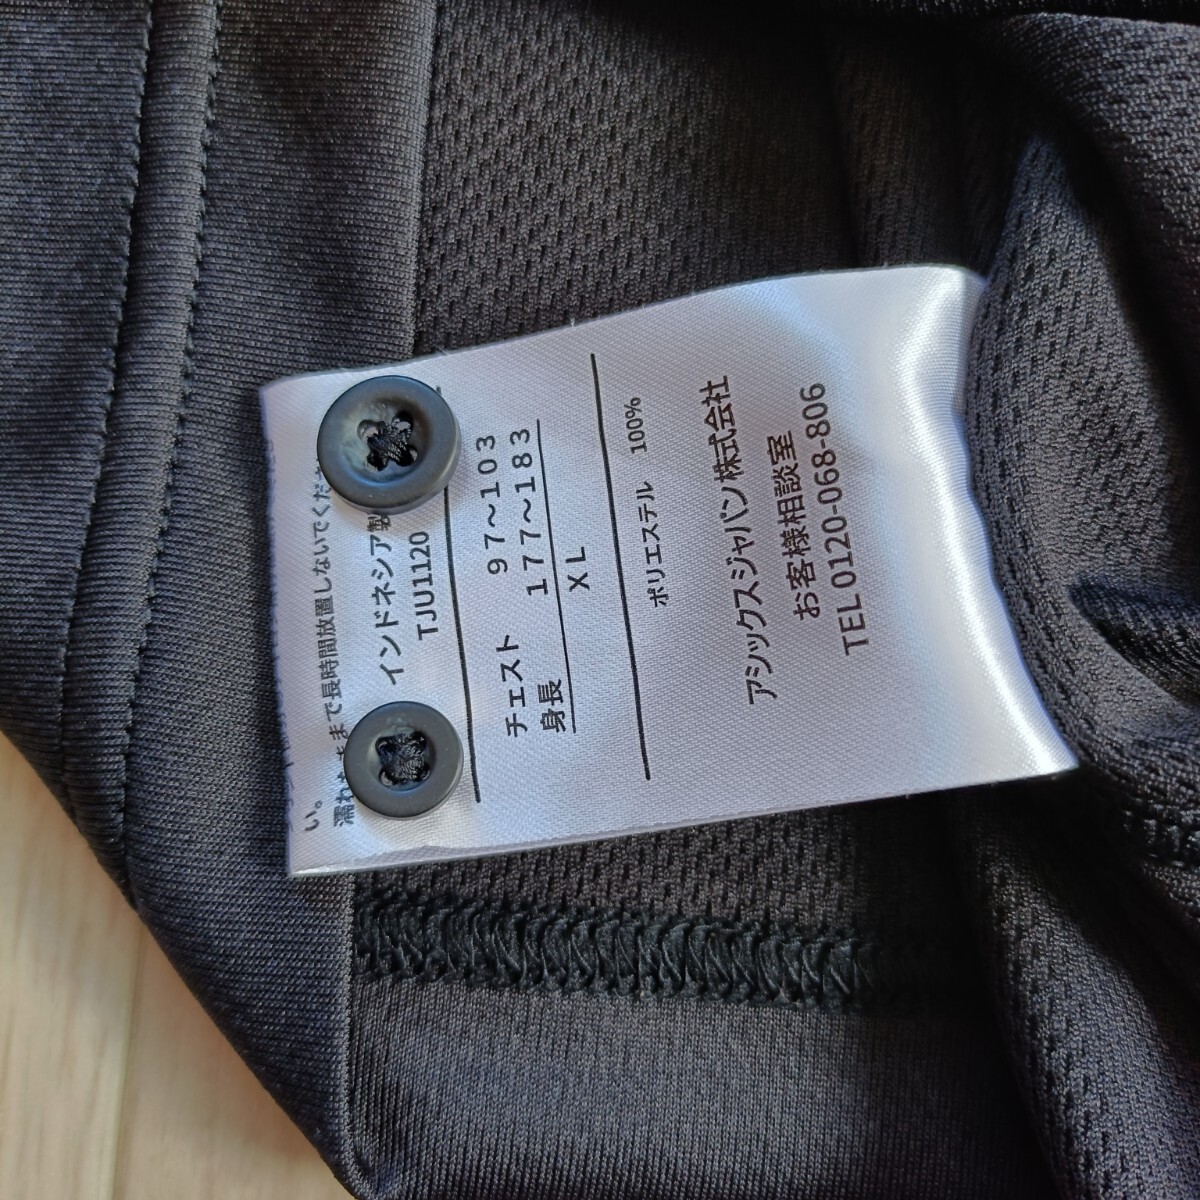 い。
まで長時間放置しないでくだ
インドネシア製
TJU1120
チェスト 97~103
身長 177~183
XL
ポリエステル 100%
アシックスジャパン株式会社
お客様相談室
TEL 0120-068-806